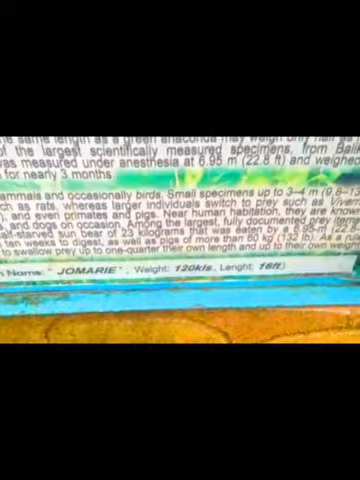 same length as a green anaconda may weigh only half
of the largest scientifically measured specimens, from Balik
was measured under anesthesia at 6.95 m (22.8 ft) and weighed
for nearly 3 months
ammals and occasionally birds. Small specimens up to 3–4 m (9.8–
ch as rats, whereas larger individuals switch to prey such as Viverr
), and even primates and pigs. Near human habitation, they are known
s, and dogs on occasion. Among the largest, fully documented prey items
alf-starved sun bear of 23 kilograms that was eaten by a 6.95-m (22.8
ten weeks to digest, as well as pigs of more than 60 kg (132 lb). As a rule
to swallow prey up to one-quarter their own length and up to their own weigh
n Name: " JOMARIE" , Weight: 120kls, Lenght: 16ft.)